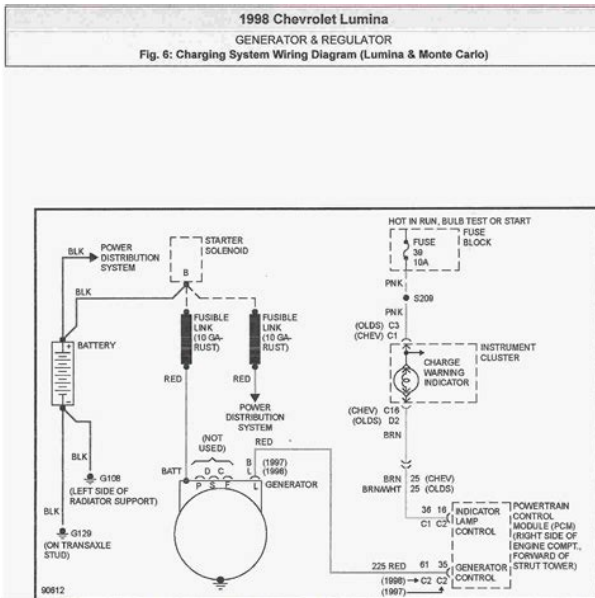 1998 Chevrolet Lumina
GENERATOR & REGULATOR
Fig. 6: Charging System Wiring Diagram (Lumina & Monte Carlo)
HOT IN RUN, BULB TEST OR START
FUSE
39
10A
FUSE
BLOCK
BLK
POWER
DISTRIBUTION
SYSTEM
STARTER
SOLENOID
B
BLK
PNK
S209
PNK
(OLDS) C3
(CHEV) C1
FUSIBLE
LINK
(10 GA-
RUST)
FUSIBLE
LINK
(10 GA-
RUST)
+
BATTERY
-
INSTRUMENT
CLUSTER
CHARGE
WARNING
INDICATOR
RED
RED
POWER
DISTRIBUTION
SYSTEM
(CHEV) C16
(OLDS) D2
BRN
(NOT
USED)
RED
BLK
BATT
D C
B (1997)
L (1998)
P S F L
GENERATOR
G108
(LEFT SIDE OF
RADIATOR SUPPORT)
BRN 25 (CHEV)
BRN/WHT 25 (OLDS)
BLK
36 16
C1 C2
INDICATOR
LAMP
CONTROL
POWERTRAIN
CONTROL
MODULE (PCM)
(RIGHT SIDE OF
ENGINE COMPT.,
FORWARD OF
STRUT TOWER)
G129
(ON TRANSAXLE
STUD)
225 RED 61 35
(1998) C2 C2
(1997)
GENERATOR
CONTROL
90612